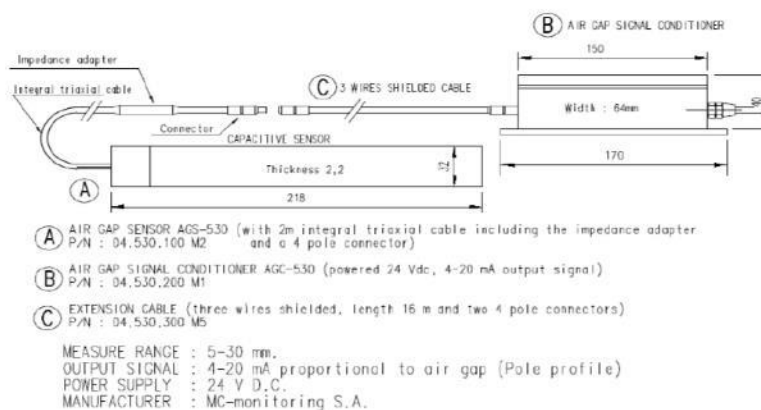 B AIR GAP SIGNAL CONDITIONER
150
Impedance adapter
Integral triaxial cable
C 3 WIRES SHIELDED CABLE
Width : 64mm
40
Connector
CAPACITIVE SENSOR
170
Thickness 2,2
32
A
218
A AIR GAP SENSOR AGS-530 (with 2m integral triaxial cable including the impedance adapter
P/N : 04.530.100 M2 and a 4 pole connector)
B AIR GAP SIGNAL CONDITIONER AGC-530 (powered 24 Vdc, 4-20 mA output signal)
P/N : 04.530.200 M1
C EXTENSION CABLE (three wires shielded, length 16 m and two 4 pole connectors)
P/N : 04.530.300 M5
MEASURE RANGE : 5-30 mm.
OUTPUT SIGNAL : 4-20 mA proportional to air gap (Pole profile)
POWER SUPPLY : 24 V D.C.
MANUFACTURER : MC-monitoring S.A.